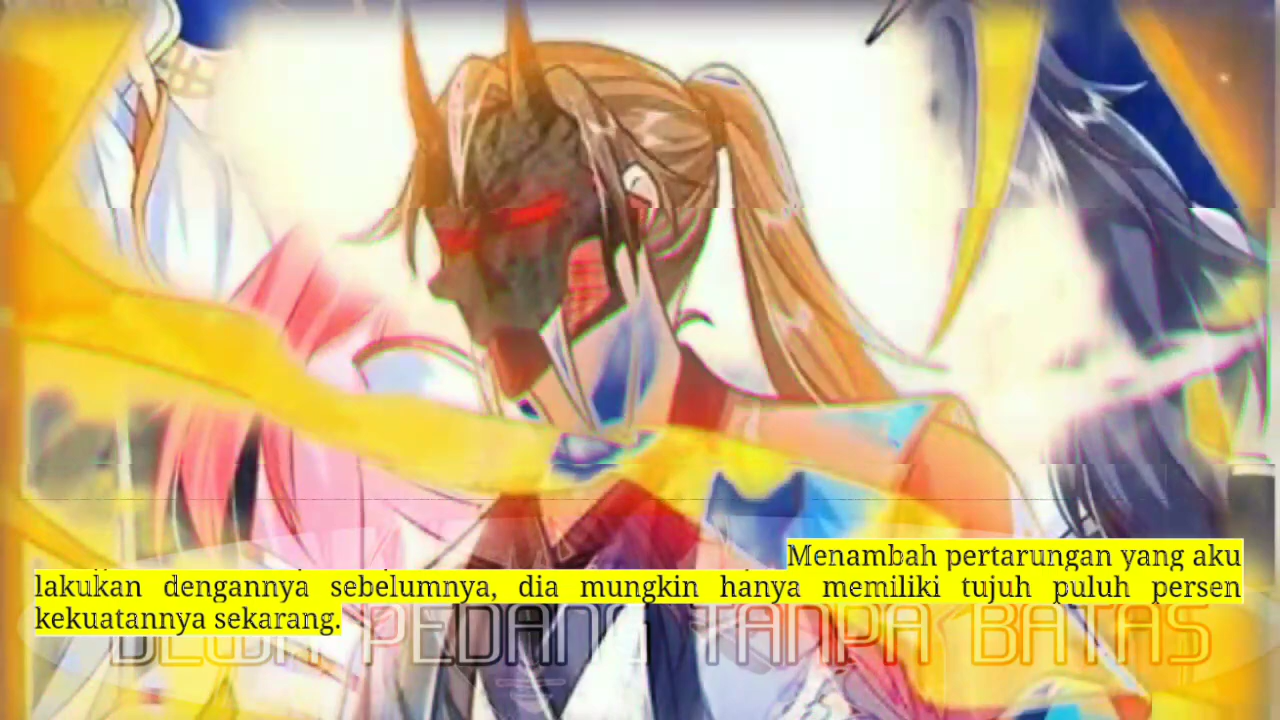 Menambah pertarungan yang aku
lakukan dengannya sebelumnya, dia mungkin hanya memiliki tujuh puluh persen
kekuatannya sekarang.
DEWA PEDANG TANPA BATAS